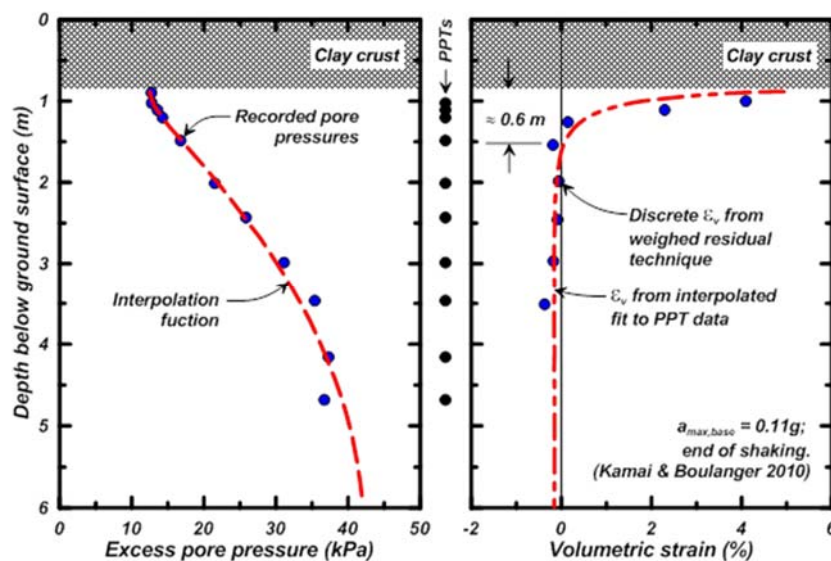 0
1
2
3
4
5
6
Depth below ground surface (m)
Clay crust
Recorded pore
pressures
Interpolation
fuction
0
10
20
30
40
50
Excess pore pressure (kPa)
PPTs
Clay crust
≈ 0.6 m
Discrete εv from
weighed residual
technique
εv from interpolated
fit to PPT data
amax,base = 0.11g;
end of shaking.
(Kamai & Boulanger 2010)
-2
0
2
4
6
Volumetric strain (%)